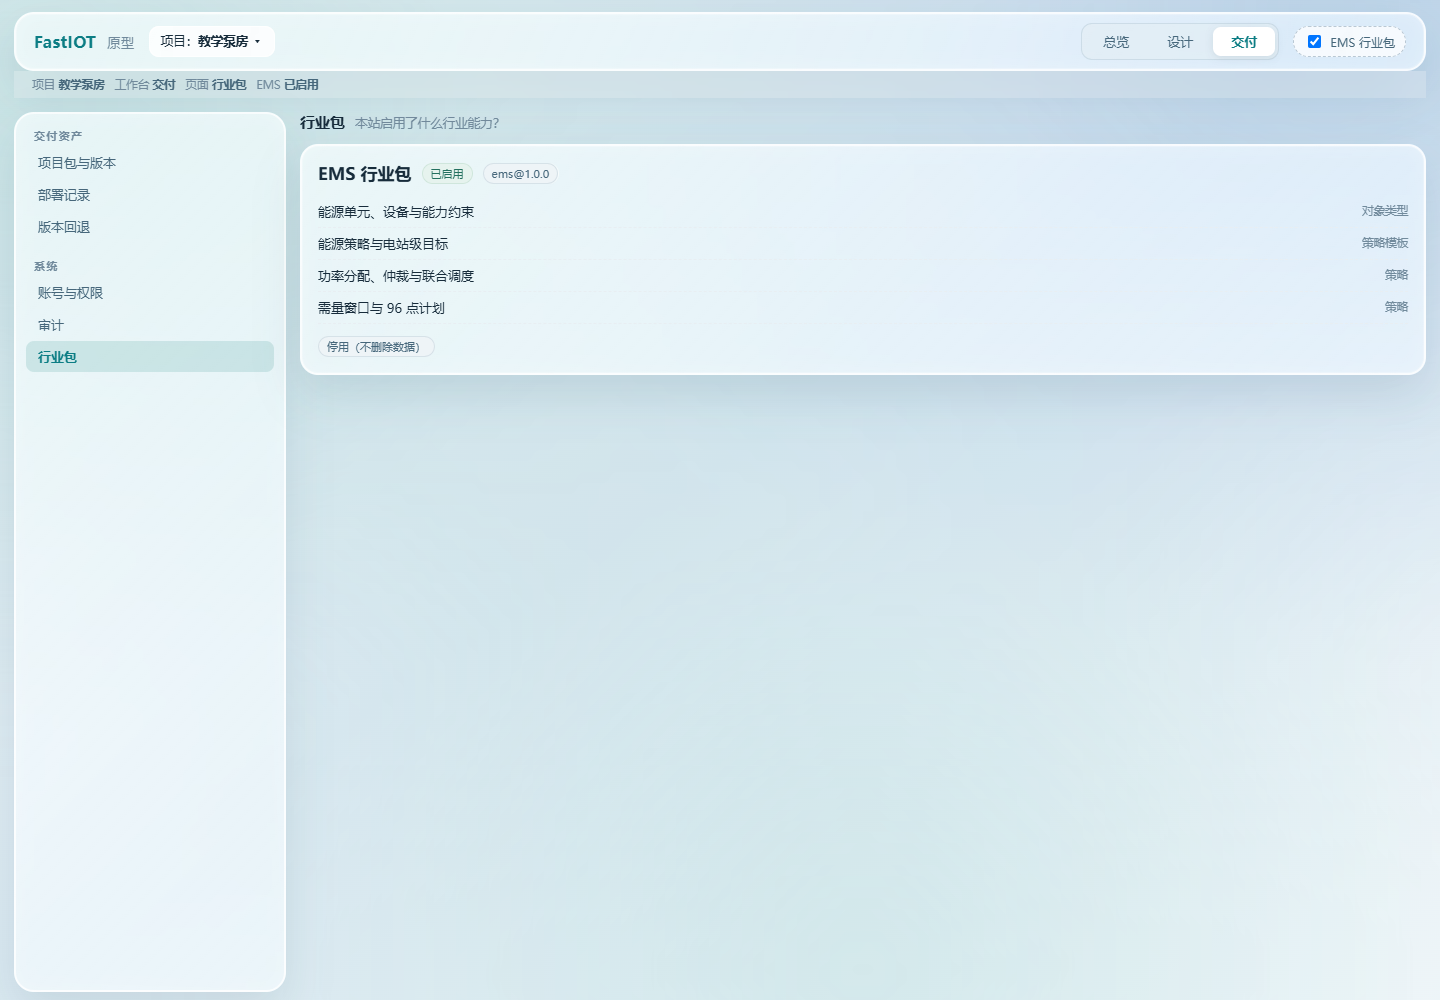 FastIOT 原型 项目：教学泵房 总览 设计 交付 EMS 行业包
项目 教学泵房 工作台 交付 页面 行业包 EMS 已启用
交付资产
项目包与版本
部署记录
版本回退
系统
账号与权限
审计
行业包
行业包 本站启用了什么行业能力？
EMS 行业包 已启用 ems@1.0.0
能源单元、设备与能力约束 对象类型
能源策略与电站级目标 策略模板
功率分配、仲裁与联合调度 策略
需量窗口与 96 点计划 策略
停用（不删除数据）